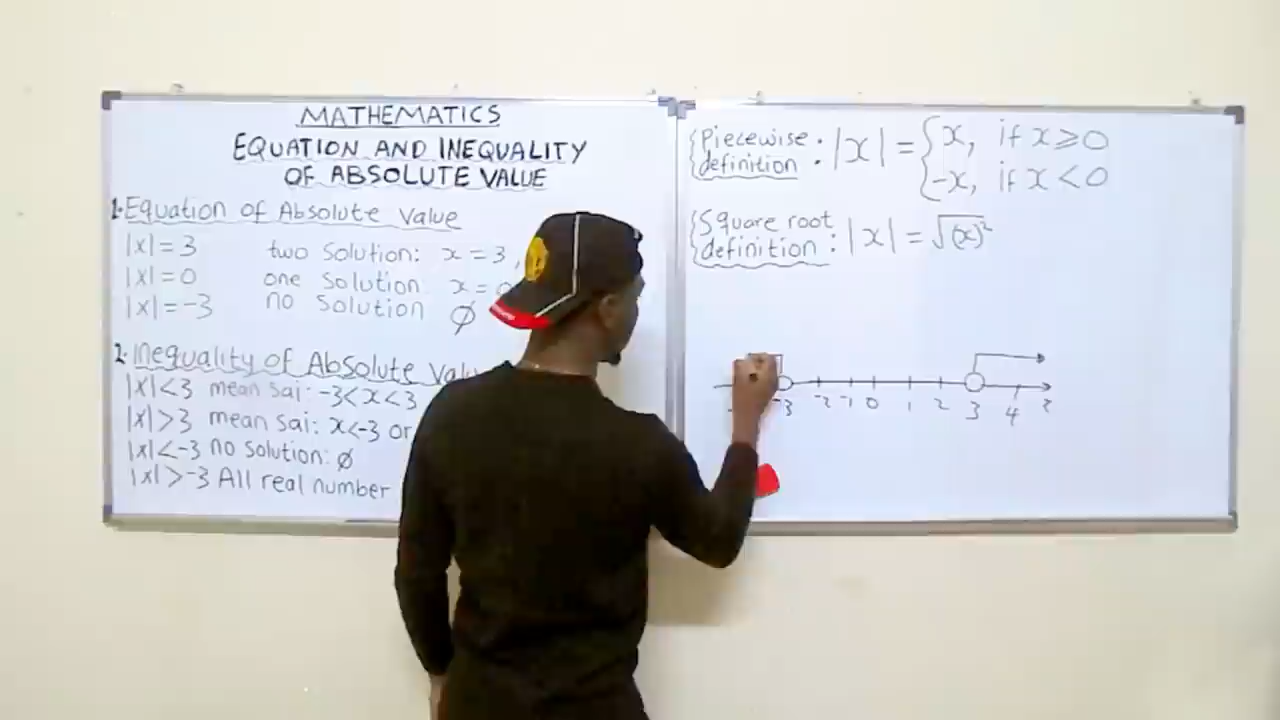 MATHEMATICS
EQUATION AND INEQUALITY
OF ABSOLUTE VALUE
1. Equation of Absolute Value
|x| = 3 two solution: x = 3,
|x| = 0 one solution x =
|x| = -3 no solution ∅
2. Inequality of Absolute Val
|x| < 3 mean sai: -3 < x < 3
|x| > 3 mean sai: x < -3 or
|x| < -3 no solution: ∅
|x| > -3 All real number
Piecewise definition: |x| = { x, if x ⩾ 0
-x, if x < 0
Square root definition: |x| = √(x)²
-3 -2 -1 0 1 2 3 4